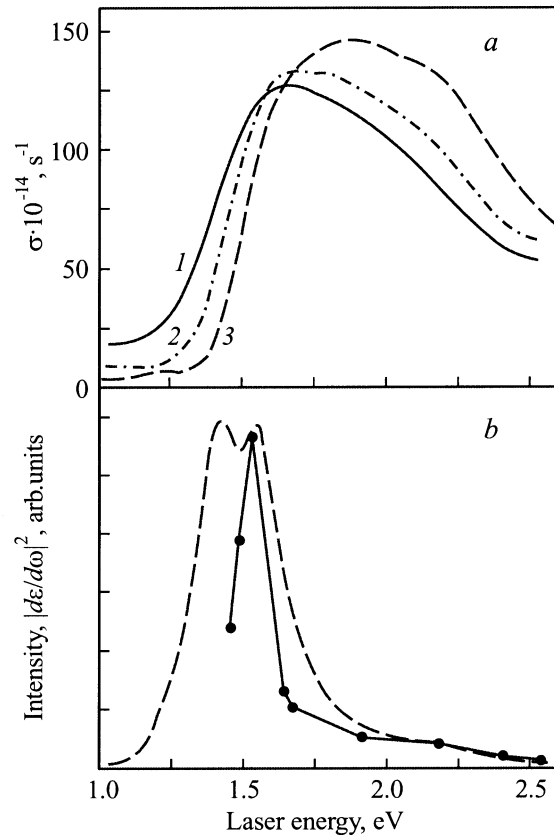 150
a
100
σ·10⁻¹⁴, s⁻¹
1
50
2
3
0
b
Intensity, |dε/dω|², arb.units
1.0 1.5 2.0 2.5
Laser energy, eV